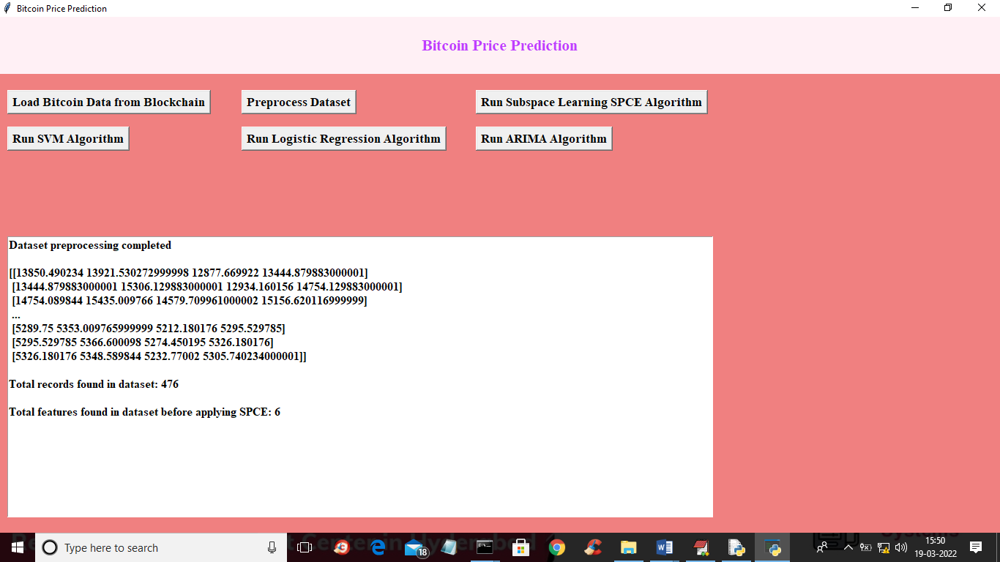 Bitcoin Price Prediction
Bitcoin Price Prediction
Load Bitcoin Data from Blockchain
Preprocess Dataset
Run Subspace Learning SPCE Algorithm
Run SVM Algorithm
Run Logistic Regression Algorithm
Run ARIMA Algorithm
Dataset preprocessing completed
[[13850.490234 13921.530272999998 12877.669922 13444.879883000001]
[13444.879883000001 15306.129883000001 12934.160156 14754.129883000001]
[14754.089844 15435.009766 14579.709961000002 15156.620116999999]
...
[5289.75 5353.009765999999 5212.180176 5295.529785]
[5295.529785 5366.600098 5274.450195 5326.180176]
[5326.180176 5348.589844 5232.77002 5305.740234000001]]
Total records found in dataset: 476
Total features found in dataset before applying SPCE: 6
Type here to search
18
15:50
19-03-2022